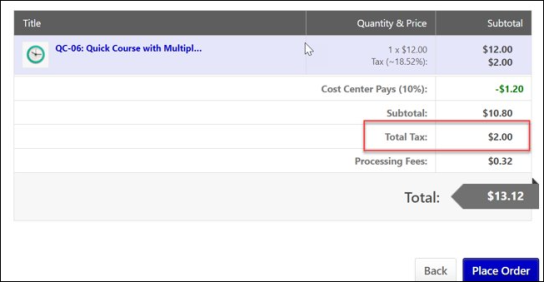 Title Quantity & Price Subtotal
QC-06: Quick Course with Multipl... 1 x $12.00 $12.00
Tax (~18.52%): $2.00
Cost Center Pays (10%): -$1.20
Subtotal: $10.80
Total Tax: $2.00
Processing Fees: $0.32
Total: $13.12
Back Place Order